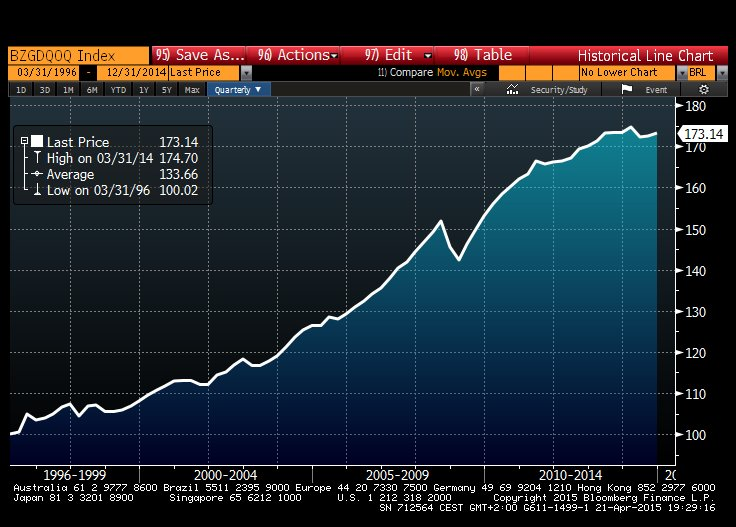 BZGDQOQ Index 95) Save As... 96) Actions 97) Edit 98) Table Historical Line Chart
03/31/1996 - 12/31/2014 Last Price 11) Compare Mov. Avgs No Lower Chart BRL
1D 3D 1M 6M YTD 1Y 5Y Max Quarterly ▼ « Security/Study Event
Last Price 173.14
High on 03/31/14 174.70
Average 133.66
Low on 03/31/96 100.02
180
173.14
170
160
150
140
130
120
110
100
1996-1999 2000-2004 2005-2009 2010-2014 20
Australia 61 2 9777 8600 Brazil 5511 2395 9000 Europe 44 20 7330 7500 Germany 49 69 9204 1210 Hong Kong 852 2977 6000
Japan 81 3 3201 8900 Singapore 65 6212 1000 U.S. 1 212 318 2000 Copyright 2015 Bloomberg Finance L.P.
SN 712564 CEST GMT+2:00 G611-1499-1 21-Apr-2015 19:29:16